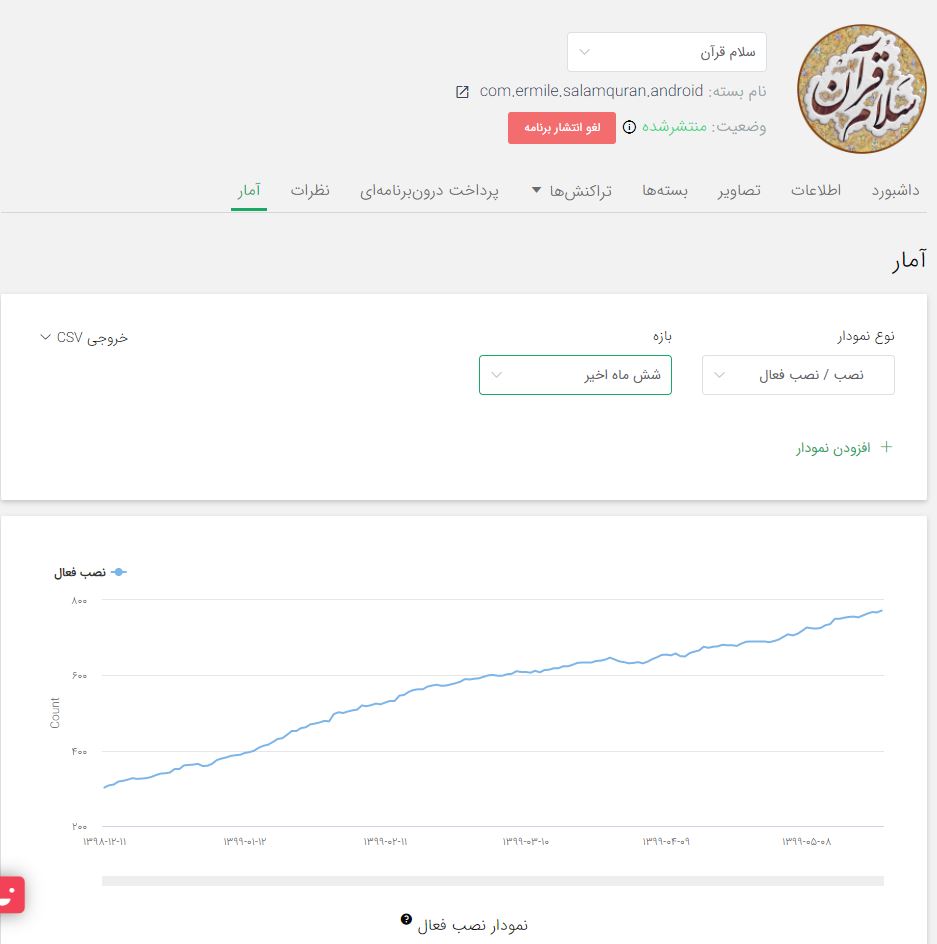 سلام قرآن
سلام قرآن
نام بسته: com.ermile.salamquran.android
وضعیت: منتشرشده لغو انتشار برنامه
داشبورد اطلاعات تصاویر بسته‌ها تراکنش‌ها پرداخت درون‌برنامه‌ای نظرات آمار
آمار
نوع نمودار بازه خروجی CSV
نصب / نصب فعال شش ماه اخیر
+ افزودن نمودار
نصب فعال
۸۰۰
۶۰۰
Count
۴۰۰
۲۰۰
۱۳۹۸-۱۲-۱۱ ۱۳۹۹-۰۱-۱۲ ۱۳۹۹-۰۲-۱۱ ۱۳۹۹-۰۳-۱۰ ۱۳۹۹-۰۴-۰۹ ۱۳۹۹-۰۵-۰۸
نمودار نصب فعال ?